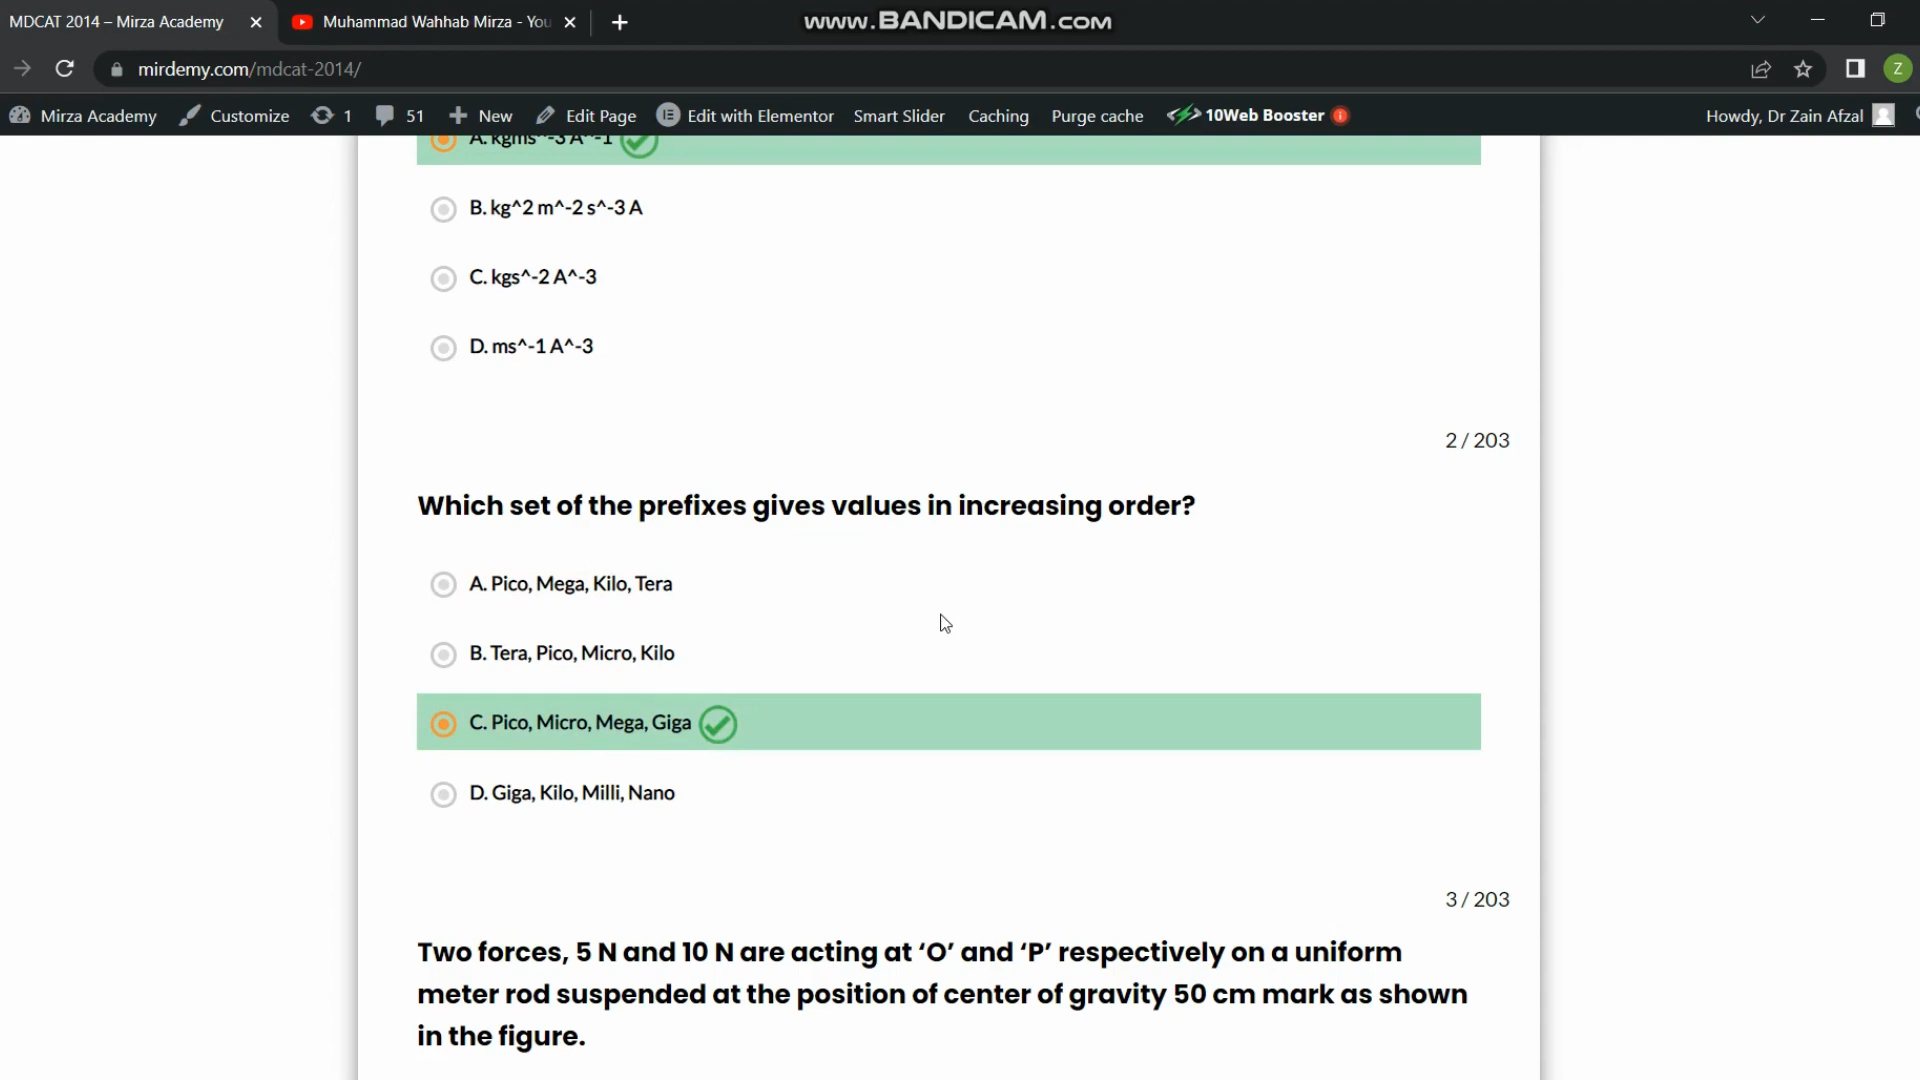 MDCAT 2014 – Mirza Academy
Muhammad Wahhab Mirza - You
www.BANDICAM.com
mirdemy.com/mdcat-2014/
Z
Mirza Academy
Customize
1
51
New
Edit Page
Edit with Elementor
Smart Slider
Caching
Purge cache
10Web Booster
Howdy, Dr Zain Afzal
A. kgms^-3 A^-1
B. kg^2 m^-2 s^-3 A
C. kgs^-2 A^-3
D. ms^-1 A^-3
2 / 203
Which set of the prefixes gives values in increasing order?
A. Pico, Mega, Kilo, Tera
B. Tera, Pico, Micro, Kilo
C. Pico, Micro, Mega, Giga
D. Giga, Kilo, Milli, Nano
3 / 203
Two forces, 5 N and 10 N are acting at ‘O’ and ‘P’ respectively on a uniform
meter rod suspended at the position of center of gravity 50 cm mark as shown
in the figure.